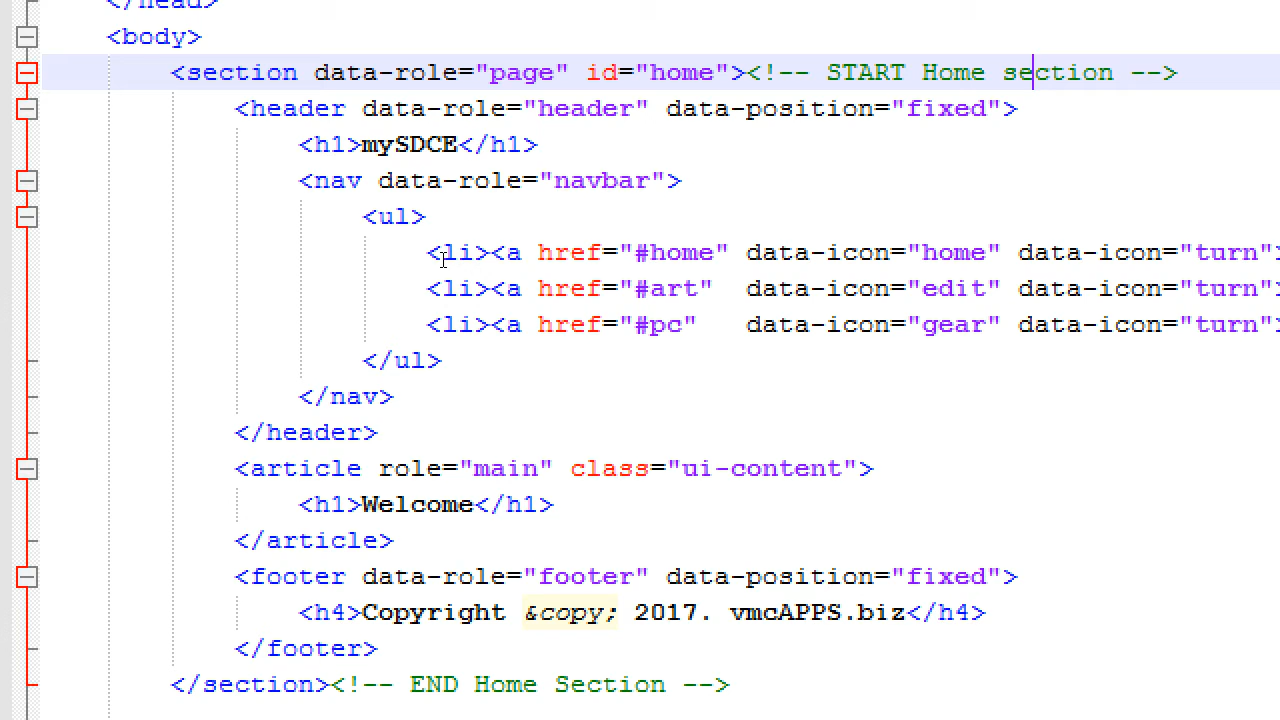 </head>
<body>
<section data-role="page" id="home"><!-- START Home section -->
<header data-role="header" data-position="fixed">
<h1>mySDCE</h1>
<nav data-role="navbar">
<ul>
<li><a href="#home" data-icon="home" data-icon="turn">
<li><a href="#art"  data-icon="edit" data-icon="turn"
<li><a href="#pc"   data-icon="gear" data-icon="turn"
</ul>
</nav>
</header>
<article role="main" class="ui-content">
<h1>Welcome</h1>
</article>
<footer data-role="footer" data-position="fixed">
<h4>Copyright &copy; 2017. vmcAPPS.biz</h4>
</footer>
</section><!-- END Home Section -->